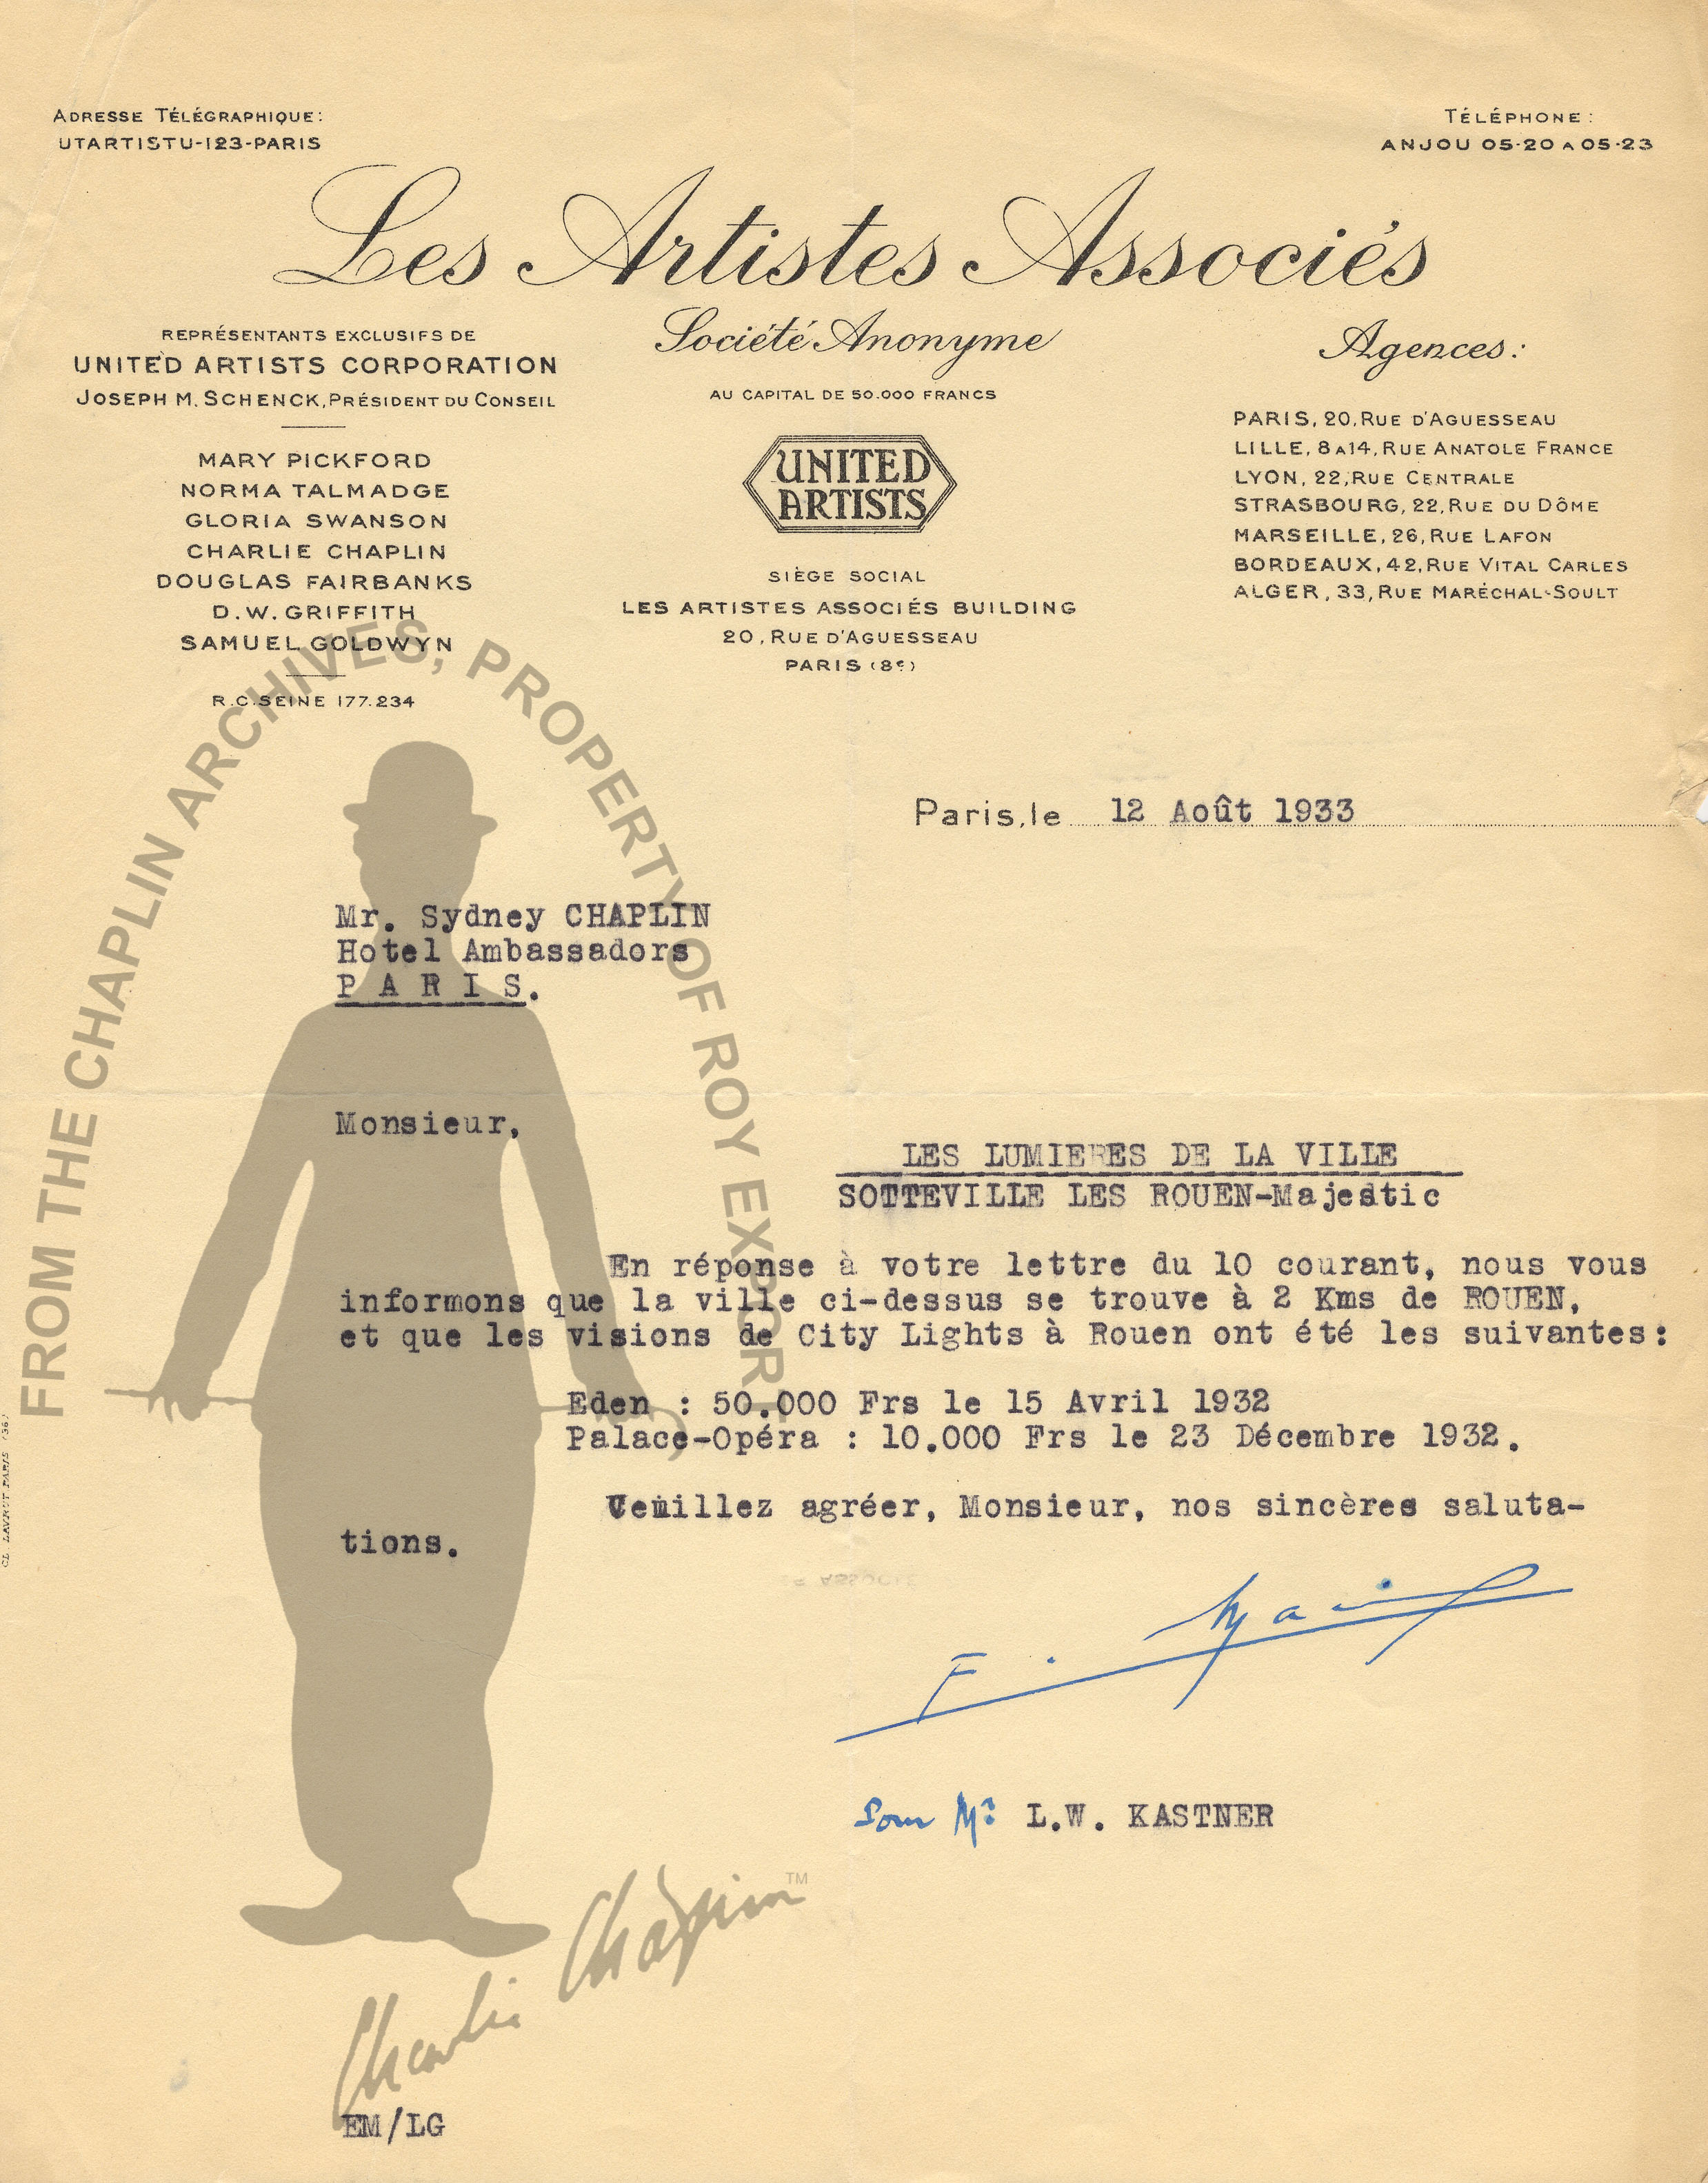 ADRESSE TÉLÉGRAPHIQUE:
UTARTISTU-123-PARIS
TÉLÉPHONE:
ANJOU 05-20 A 05-23
Les Artistes Associés
REPRÉSENTANTS EXCLUSIFS DE
UNITED ARTISTS CORPORATION
JOSEPH M. SCHENCK, PRÉSIDENT DU CONSEIL
MARY PICKFORD
NORMA TALMADGE
GLORIA SWANSON
CHARLIE CHAPLIN
DOUGLAS FAIRBANKS
D.W. GRIFFITH
SAMUEL GOLDWYN
R.C. SEINE 177.234
Société Anonyme
AU CAPITAL DE 50.000 FRANCS
UNITED
ARTISTS
SIÈGE SOCIAL
LES ARTISTES ASSOCIÉS BUILDING
20, RUE D'AGUESSEAU
PARIS (8e)
Agences:
PARIS, 20, RUE D'AGUESSEAU
LILLE, 8 A 14, RUE ANATOLE FRANCE
LYON, 22, RUE CENTRALE
STRASBOURG, 22, RUE DU DÔME
MARSEILLE, 26, RUE LAFON
BORDEAUX, 42, RUE VITAL CARLES
ALGER, 33, RUE MARÉCHAL-SOULT
FROM THE CHAPLIN ARCHIVES, PROPERTY OF ROY EXPORT
Paris, le 12 Août 1933
Mr. Sydney CHAPLIN
Hotel Ambassadors
P A R I S.
Monsieur,
LES LUMIERES DE LA VILLE
SOTTEVILLE LES ROUEN-Majestic
En réponse à votre lettre du 10 courant, nous vous
informons que la ville ci-dessus se trouve à 2 Kms de ROUEN,
et que les visions de City Lights à Rouen ont été les suivantes:
Eden : 50.000 Frs le 15 Avril 1932
Palace-Opéra : 10.000 Frs le 23 Décembre 1932.
Veuillez agréer, Monsieur, nos sincères saluta-
tions.
Pour Mr: L.W. KASTNER
Charlie Chaplin™
EM/LG